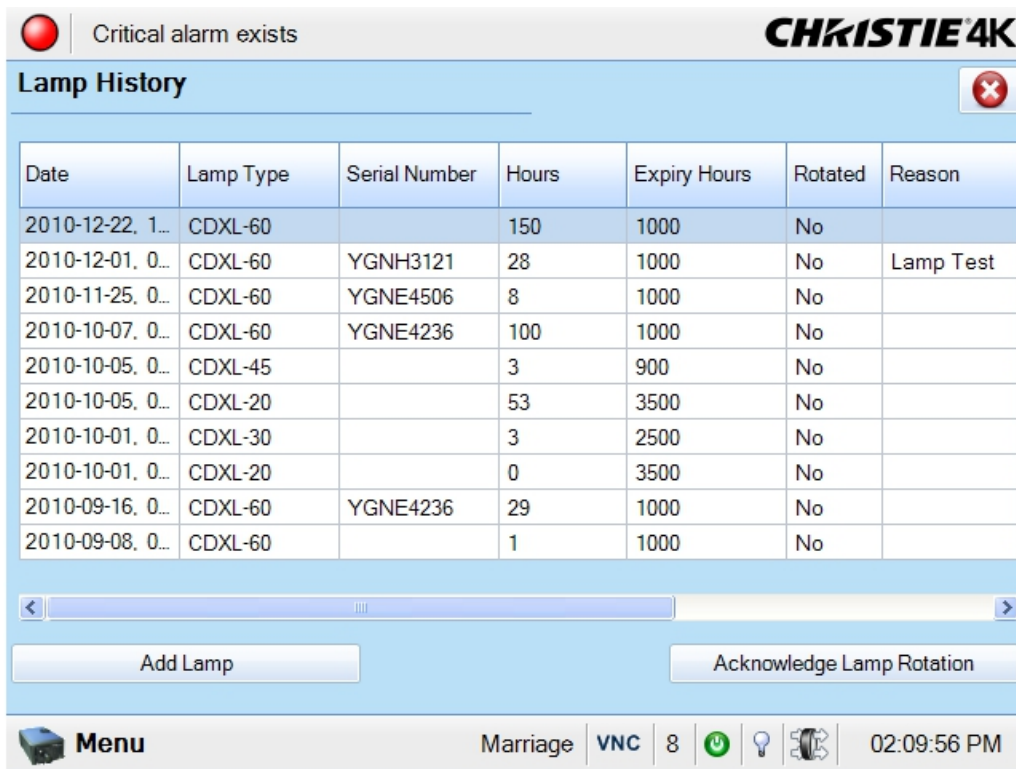 Critical alarm exists
CHRISTIE 4K
Lamp History
Date Lamp Type Serial Number Hours Expiry Hours Rotated Reason
2010-12-22, 1... CDXL-60 150 1000 No
2010-12-01, 0... CDXL-60 YGNH3121 28 1000 No Lamp Test
2010-11-25, 0... CDXL-60 YGNE4506 8 1000 No
2010-10-07, 0... CDXL-60 YGNE4236 100 1000 No
2010-10-05, 0... CDXL-45 3 900 No
2010-10-05, 0... CDXL-20 53 3500 No
2010-10-01, 0... CDXL-30 3 2500 No
2010-10-01, 0... CDXL-20 0 3500 No
2010-09-16, 0... CDXL-60 YGNE4236 29 1000 No
2010-09-08, 0... CDXL-60 1 1000 No
Add Lamp
Acknowledge Lamp Rotation
Menu Marriage VNC 8 02:09:56 PM